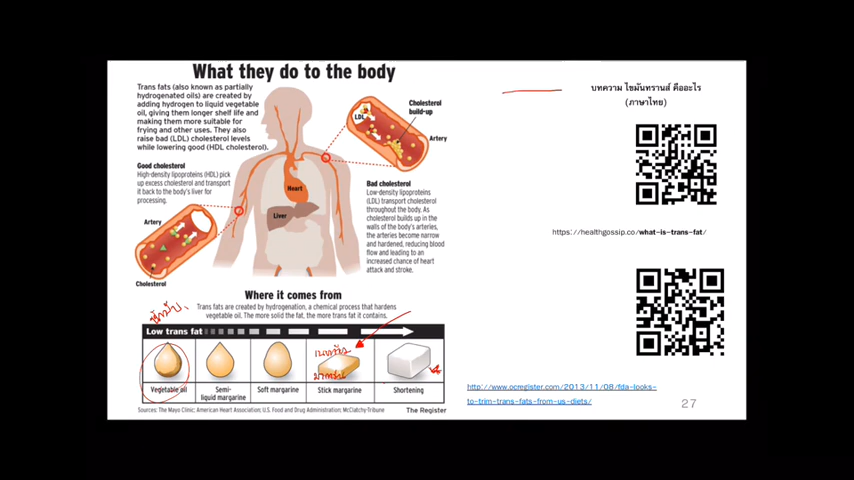 What they do to the body
Trans fats (also known as partially
hydrogenated oils) are created by
adding hydrogen to liquid vegetable
oil, giving them longer shelf life and
making them more suitable for
frying and other uses. They also
raise bad (LDL) cholesterol levels
while lowering good (HDL cholesterol).
Good cholesterol
High-density lipoproteins (HDL) pick
up excess cholesterol and transport
it back to the body's liver for
processing.
Artery
Cholesterol
Heart
Liver
LDL
Cholesterol
build-up
Artery
Bad cholesterol
Low-density lipoproteins
(LDL) transport cholesterol
throughout the body. As
cholesterol builds up in the
walls of the body's arteries,
the arteries become narrow
and hardened, reducing blood
flow and leading to an
increased chance of heart
attack and stroke.
Where it comes from
Trans fats are created by hydrogenation, a chemical process that hardens
vegetable oil. The more solid the fat, the more trans fat it contains.
Low trans fat
Vegetable oil
Semi-
liquid margarine
Soft margarine
Stick margarine
Shortening
Sources: The Mayo Clinic; American Heart Association; U.S. Food and Drug Administration; McClatchy-Tribune
The Register
บทความ ไขมันทรานส์ คืออะไร
(ภาษาไทย)
https://healthgossip.co/what-is-trans-fat/
http://www.ocregister.com/2013/11/08/fda-looks-
to-trim-trans-fats-from-us-diets/
27